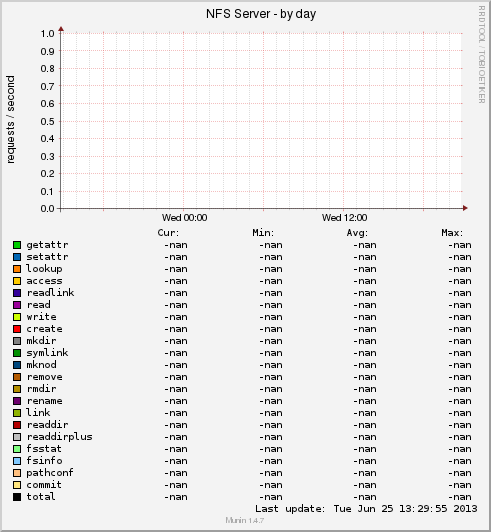 NFS Server - by day
RRDTOOL / TOBI OETIKER
requests / second
1.0
0.9
0.8
0.7
0.6
0.5
0.4
0.3
0.2
0.1
0.0
Wed 00:00 Wed 12:00
Cur: Min: Avg: Max:
getattr -nan -nan -nan -nan
setattr -nan -nan -nan -nan
lookup -nan -nan -nan -nan
access -nan -nan -nan -nan
readlink -nan -nan -nan -nan
read -nan -nan -nan -nan
write -nan -nan -nan -nan
create -nan -nan -nan -nan
mkdir -nan -nan -nan -nan
symlink -nan -nan -nan -nan
mknod -nan -nan -nan -nan
remove -nan -nan -nan -nan
rmdir -nan -nan -nan -nan
rename -nan -nan -nan -nan
link -nan -nan -nan -nan
readdir -nan -nan -nan -nan
readdirplus -nan -nan -nan -nan
fsstat -nan -nan -nan -nan
fsinfo -nan -nan -nan -nan
pathconf -nan -nan -nan -nan
commit -nan -nan -nan -nan
total -nan -nan -nan -nan
Last update: Tue Jun 25 13:29:55 2013
Munin 1.4.7